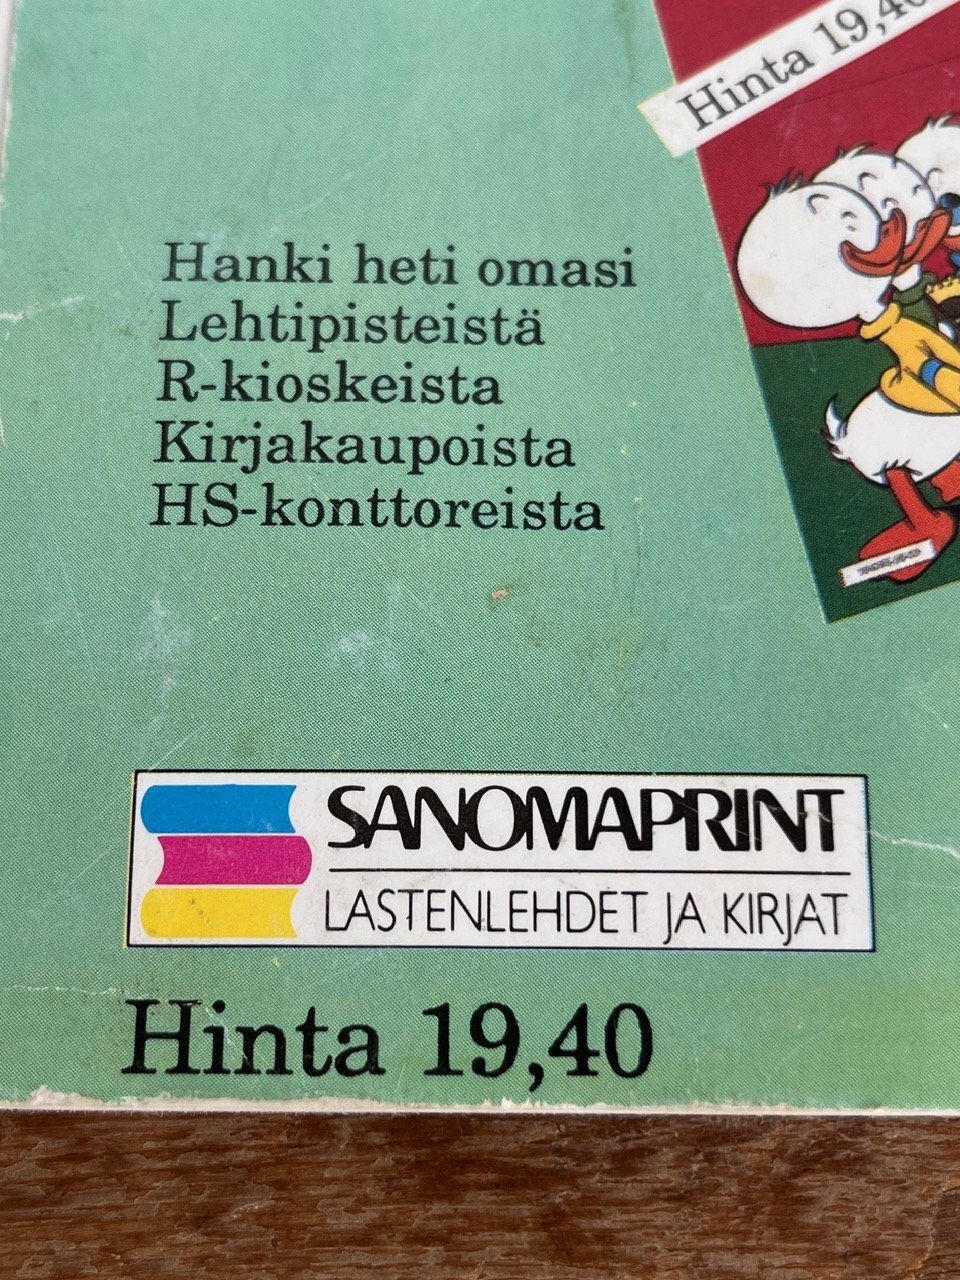 Hinta 19,40
Hanki heti omasi
Lehtipisteistä
R-kioskeista
Kirjakaupoista
HS-konttoreista
SANOMAPRINT
LASTENLEHDET JA KIRJAT
Hinta 19,40